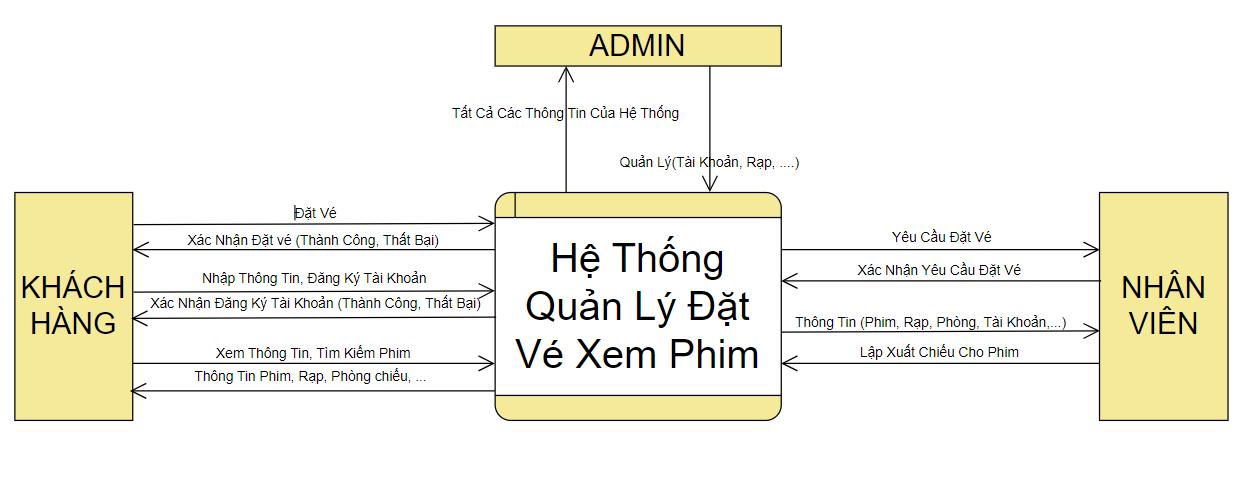 ADMIN
Tất Cả Các Thông Tin Của Hệ Thống
Quản Lý(Tài Khoản, Rạp, ....)
KHÁCH
HÀNG
Đặt Vé
Xác Nhận Đặt vé (Thành Công, Thất Bại)
Nhập Thông Tin, Đăng Ký Tài Khoản
Xác Nhận Đăng Ký Tài Khoản (Thành Công, Thất Bại)
Xem Thông Tin, Tìm Kiếm Phim
Thông Tin Phim, Rạp, Phòng chiếu, ...
Hệ Thống
Quản Lý Đặt
Vé Xem Phim
Yêu Cầu Đặt Vé
Xác Nhận Yêu Cầu Đặt Vé
Thông Tin (Phim, Rạp, Phòng, Tài Khoản,...)
Lập Xuất Chiếu Cho Phim
NHÂN
VIÊN